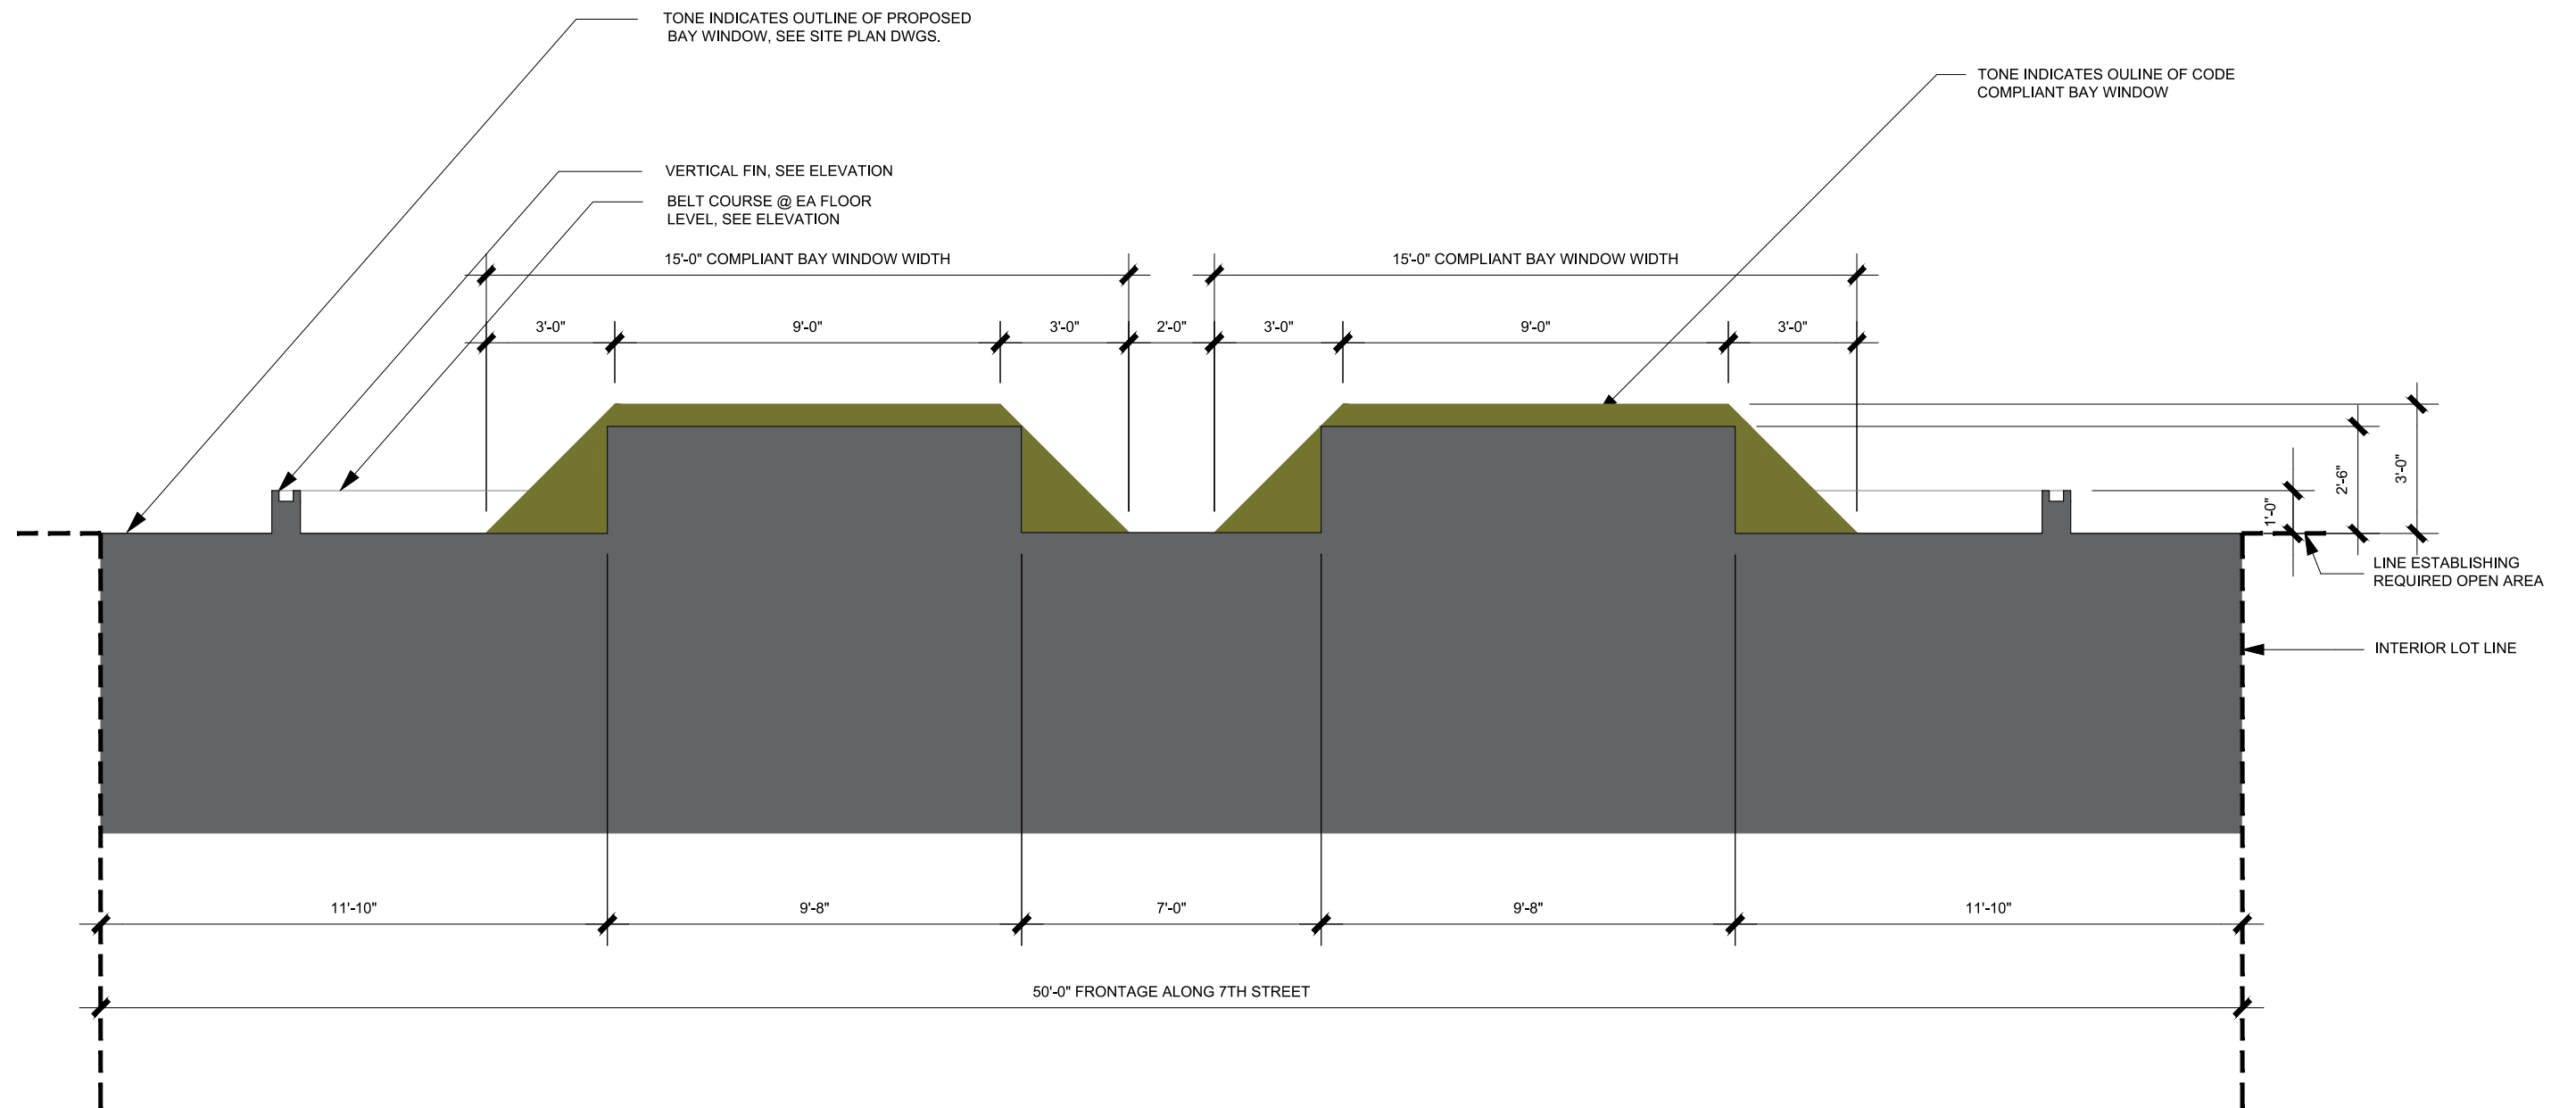 TONE INDICATES OUTLINE OF PROPOSED
BAY WINDOW, SEE SITE PLAN DWGS.
TONE INDICATES OULINE OF CODE
COMPLIANT BAY WINDOW
VERTICAL FIN, SEE ELEVATION
BELT COURSE @ EA FLOOR
LEVEL, SEE ELEVATION
15'-0" COMPLIANT BAY WINDOW WIDTH
15'-0" COMPLIANT BAY WINDOW WIDTH
3'-0"
9'-0"
3'-0"
2'-0"
3'-0"
9'-0"
3'-0"
1'-0"
2'-6"
3'-0"
LINE ESTABLISHING
REQUIRED OPEN AREA
INTERIOR LOT LINE
11'-10"
9'-8"
7'-0"
9'-8"
11'-10"
50'-0" FRONTAGE ALONG 7TH STREET